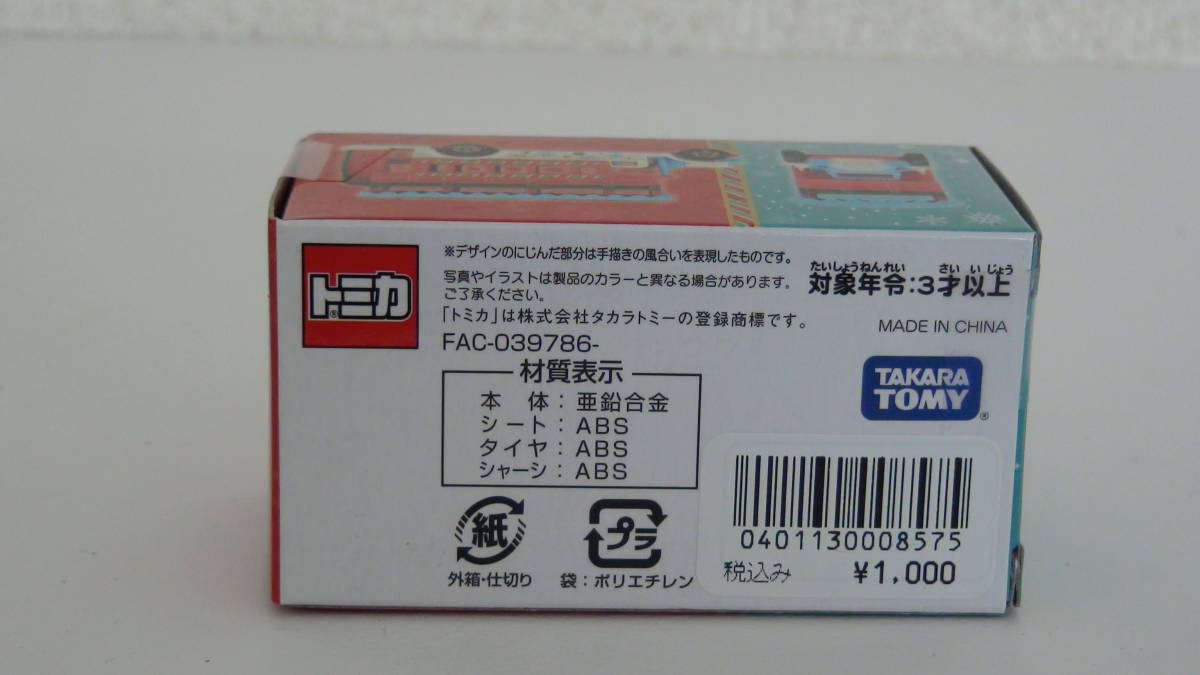 トミカ®
※デザインのにじんだ部分は手描きの風合いを表現したものです。
写真やイラストは製品のカラーと異なる場合があります。
ご了承ください。
「トミカ」は株式会社タカラトミーの登録商標です。
FAC-039786-
たいしょうねんれい さい いじょう
対象年令:3才以上
MADE IN CHINA
TAKARA
TOMY®
材質表示
本 体:亜鉛合金
シート:ABS
タイヤ:ABS
シャーシ:ABS
紙
外箱・仕切り
プラ
袋:ポリエチレン
0401130008575
税込み ¥1,000